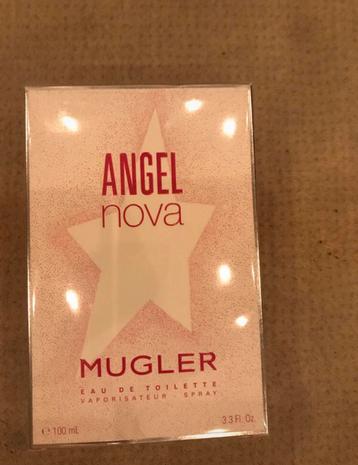 ANGEL
nova
MUGLER
EAU DE TOILETTE
VAPORISATEUR SPRAY
℮ 100 mL 3.3 Fl. Oz.